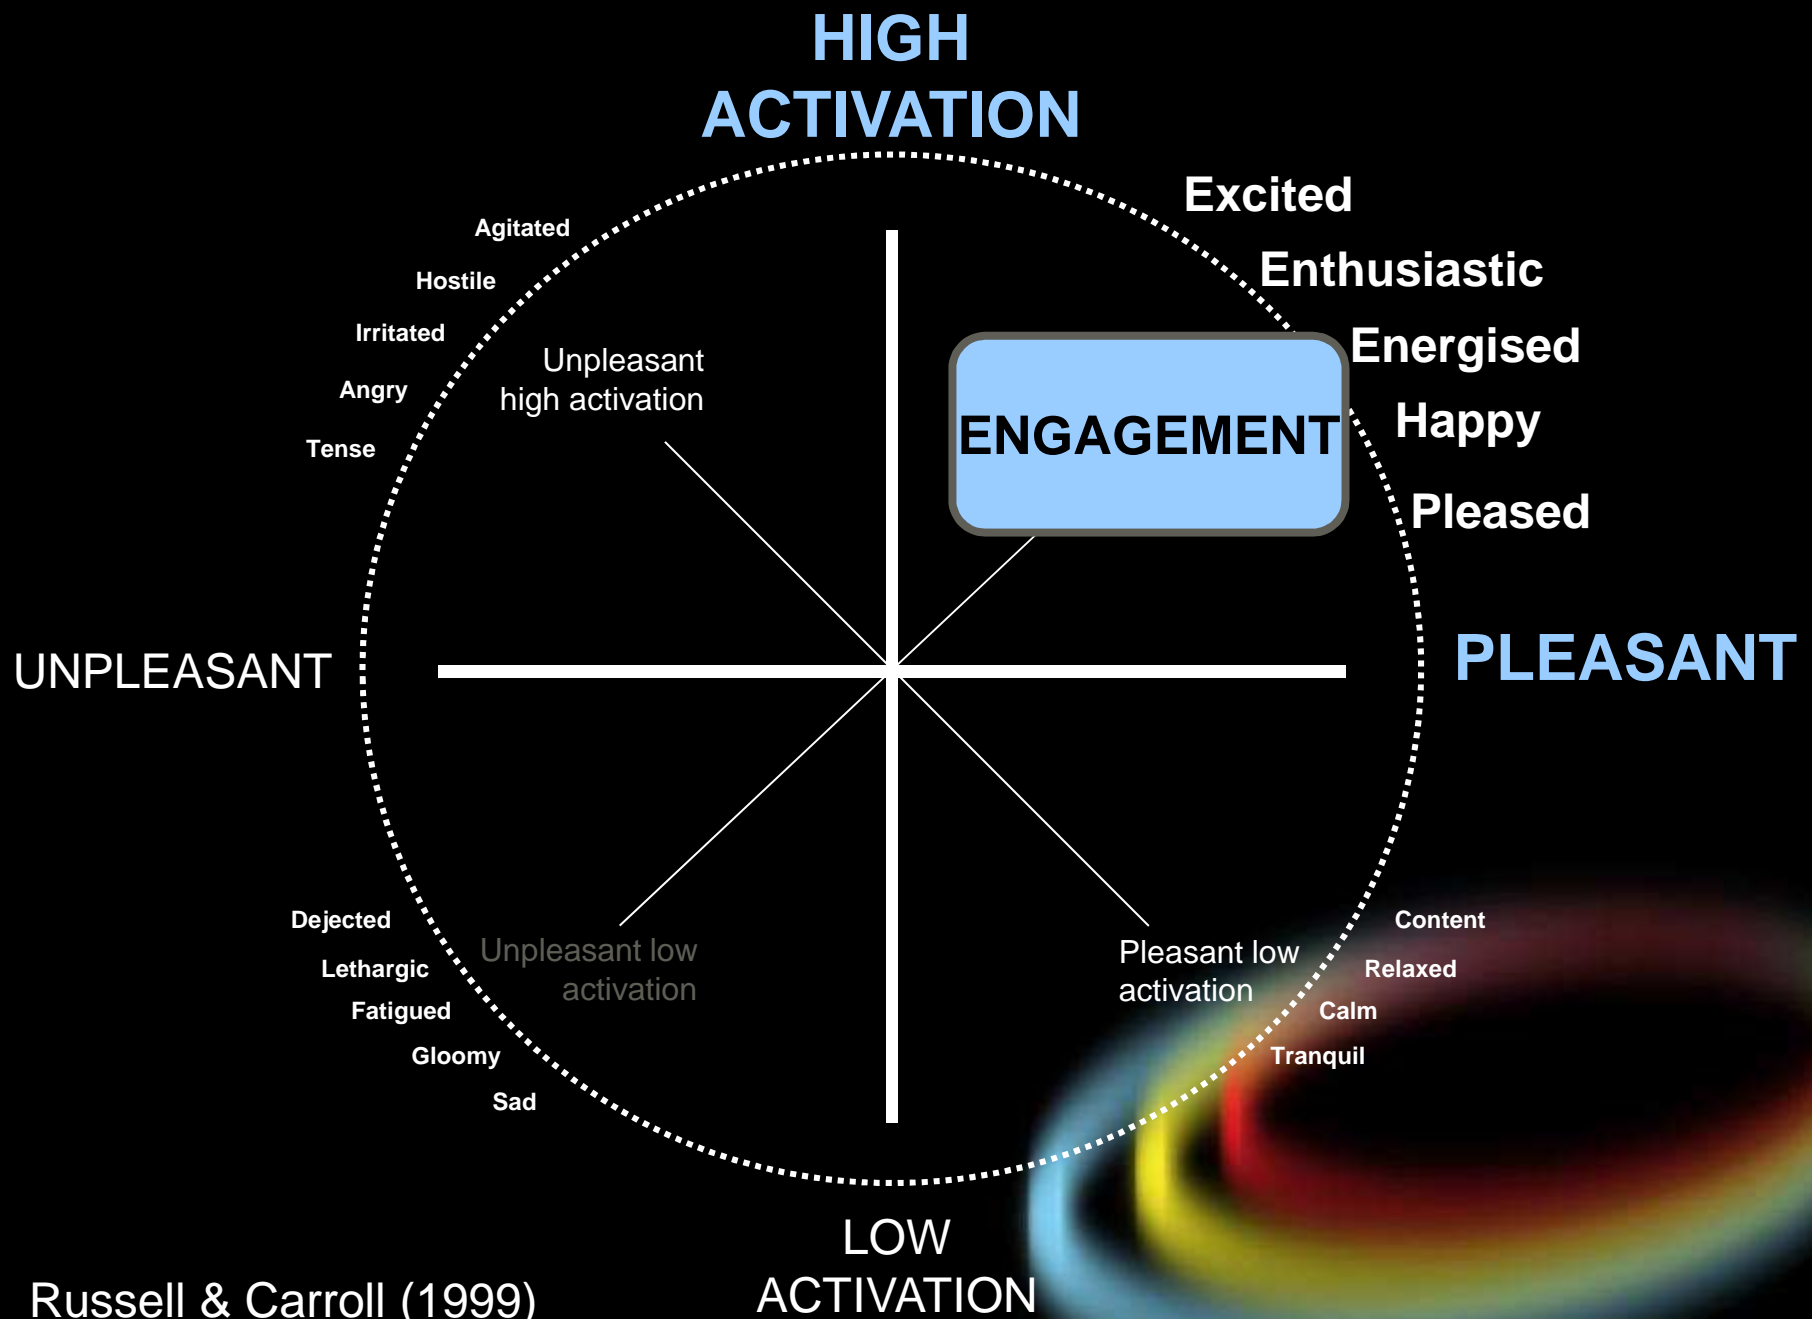 HIGH
ACTIVATION
Excited
Agitated
Enthusiastic
Hostile
Irritated
Energised
Unpleasant
high activation
Angry
ENGAGEMENT
Happy
Tense
Pleased
UNPLEASANT
PLEASANT
Dejected
Content
Unpleasant low
activation
Pleasant low
activation
Lethargic
Relaxed
Fatigued
Calm
Gloomy
Tranquil
Sad
LOW
ACTIVATION
Russell & Carroll (1999)